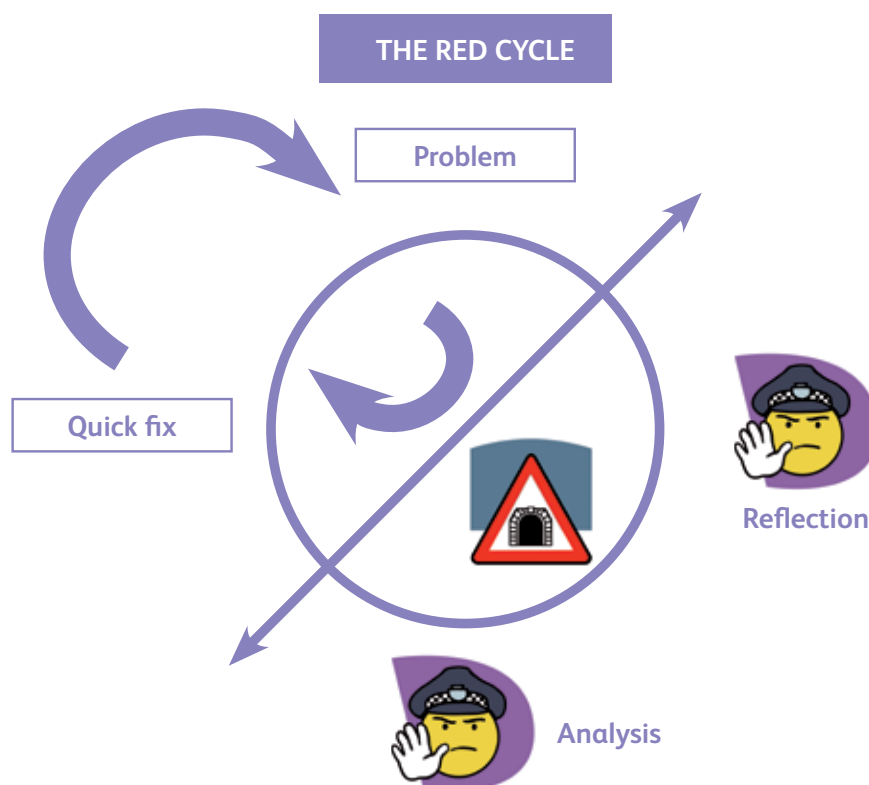 THE RED CYCLE
Problem
Quick fix
Reflection
Analysis